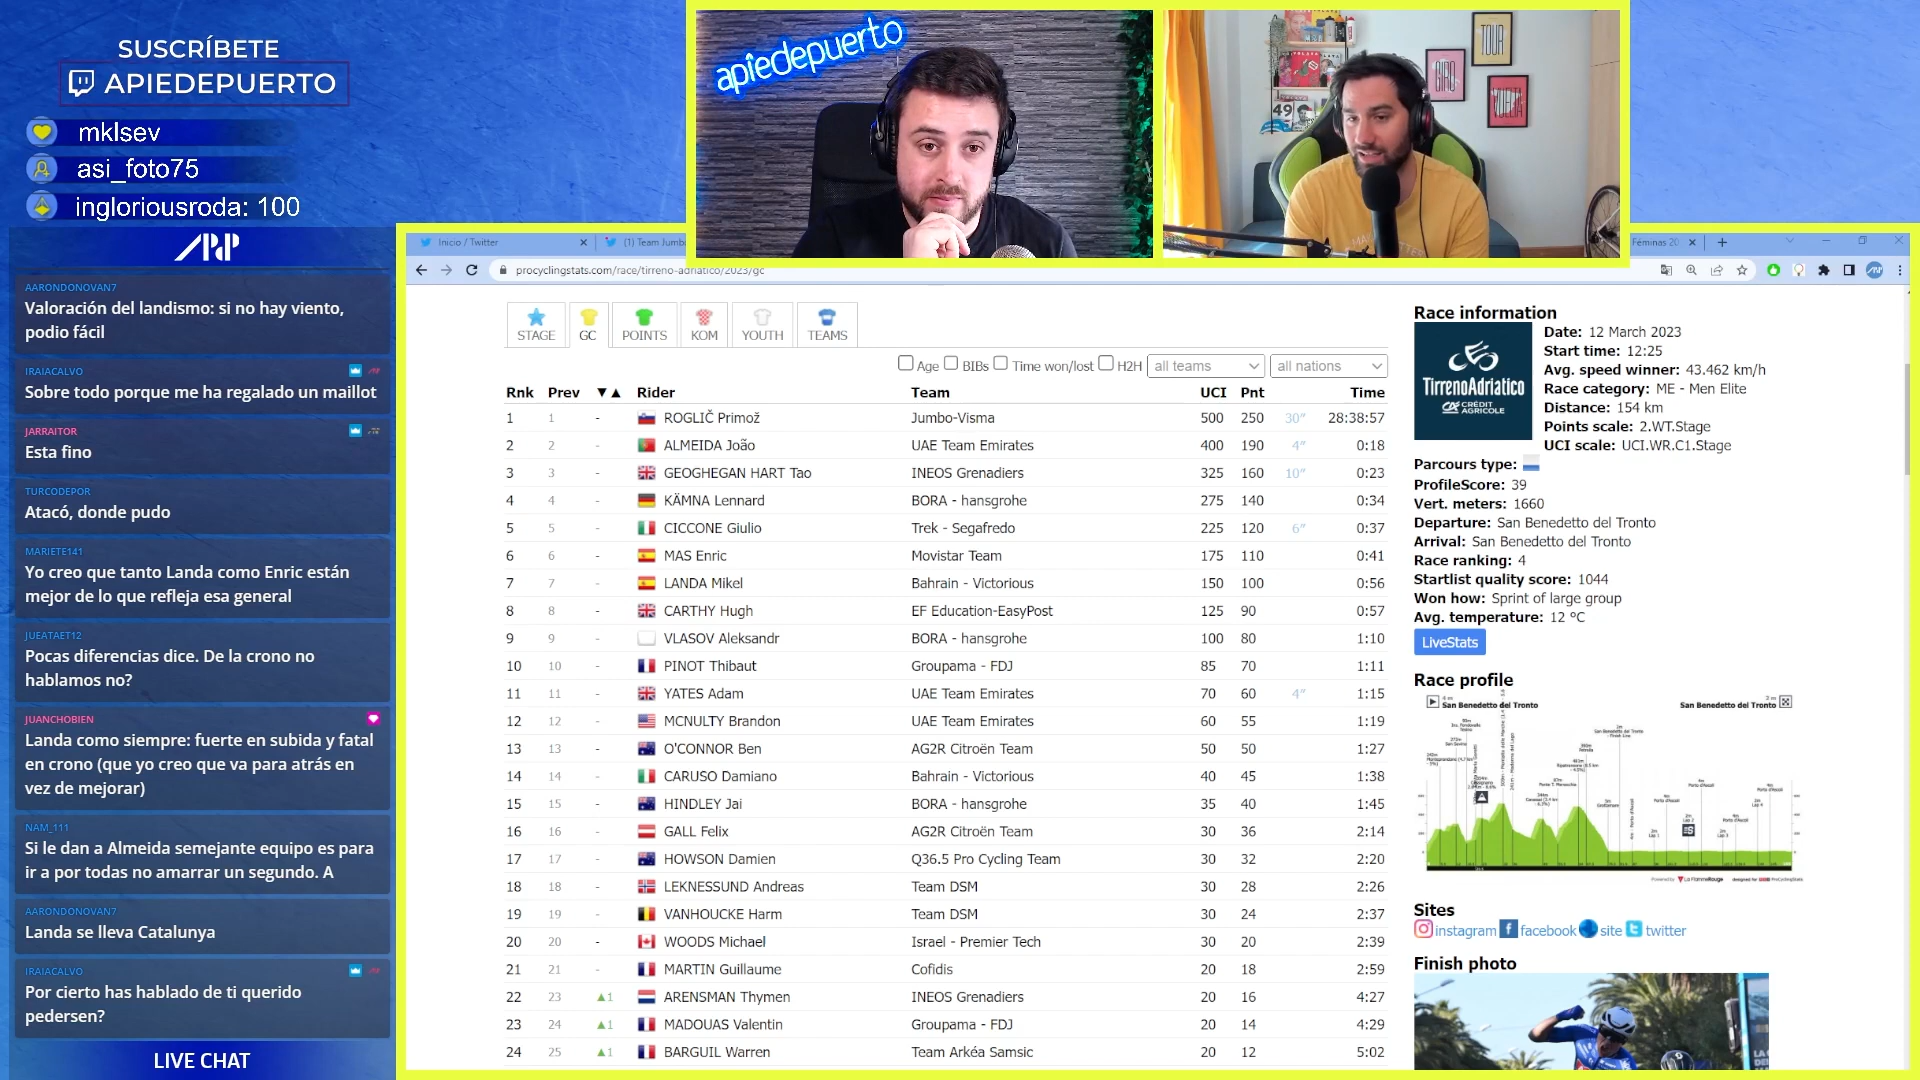 SUSCRÍBETE
APIEDEPUERTO
mklsev
asi_foto75
ingloriousroda: 100
apiedepuerto
TOUR
GIRO
VUELTA
49
AARONDONOVAN7
Valoración del landismo: si no hay viento,
podio fácil
IRAIACALVO
Sobre todo porque me ha regalado un maillot
JARRAITOR
Esta fino
TURCODEPOR
Atacó, donde pudo
MARIETE141
Yo creo que tanto Landa como Enric están
mejor de lo que refleja esa general
JUEATAET12
Pocas diferencias dice. De la crono no
hablamos no?
JUANCHOBIEN
Landa como siempre: fuerte en subida y fatal
en crono (que yo creo que va para atrás en
vez de mejorar)
NAM_111
Si le dan a Almeida semejante equipo es para
ir a por todas no amarrar un segundo. A
AARONDONOVAN7
Landa se lleva Catalunya
IRAIACALVO
Por cierto has hablado de ti querido
pedersen?
LIVE CHAT
Inicio / Twitter
(1) Team Jumb
Féminas 20
procyclingstats.com/race/tirreno-adriatico/2023/gc
STAGE GC POINTS KOM YOUTH TEAMS
Age BIBs Time won/lost H2H all teams all nations
Rnk Prev ▼▲ Rider Team UCI Pnt Time
1 1 - ROGLIČ Primož Jumbo-Visma 500 250 30″ 28:38:57
2 2 - ALMEIDA João UAE Team Emirates 400 190 4″ 0:18
3 3 - GEOGHEGAN HART Tao INEOS Grenadiers 325 160 10″ 0:23
4 4 - KÄMNA Lennard BORA - hansgrohe 275 140 0:34
5 5 - CICCONE Giulio Trek - Segafredo 225 120 6″ 0:37
6 6 - MAS Enric Movistar Team 175 110 0:41
7 7 - LANDA Mikel Bahrain - Victorious 150 100 0:56
8 8 - CARTHY Hugh EF Education-EasyPost 125 90 0:57
9 9 - VLASOV Aleksandr BORA - hansgrohe 100 80 1:10
10 10 - PINOT Thibaut Groupama - FDJ 85 70 1:11
11 11 - YATES Adam UAE Team Emirates 70 60 4″ 1:15
12 12 - MCNULTY Brandon UAE Team Emirates 60 55 1:19
13 13 - O'CONNOR Ben AG2R Citroën Team 50 50 1:27
14 14 - CARUSO Damiano Bahrain - Victorious 40 45 1:38
15 15 - HINDLEY Jai BORA - hansgrohe 35 40 1:45
16 16 - GALL Felix AG2R Citroën Team 30 36 2:14
17 17 - HOWSON Damien Q36.5 Pro Cycling Team 30 32 2:20
18 18 - LEKNESSUND Andreas Team DSM 30 28 2:26
19 19 - VANHOUCKE Harm Team DSM 30 24 2:37
20 20 - WOODS Michael Israel - Premier Tech 30 20 2:39
21 21 - MARTIN Guillaume Cofidis 20 18 2:59
22 23 ▲1 ARENSMAN Thymen INEOS Grenadiers 20 16 4:27
23 24 ▲1 MADOUAS Valentin Groupama - FDJ 20 14 4:29
24 25 ▲1 BARGUIL Warren Team Arkéa Samsic 20 12 5:02
Race information
TirrenoAdriatico
CRÉDIT
AGRICOLE
Date: 12 March 2023
Start time: 12:25
Avg. speed winner: 43.462 km/h
Race category: ME - Men Elite
Distance: 154 km
Points scale: 2.WT.Stage
UCI scale: UCI.WR.C1.Stage
Parcours type:
ProfileScore: 39
Vert. meters: 1660
Departure: San Benedetto del Tronto
Arrival: San Benedetto del Tronto
Race ranking: 4
Startlist quality score: 1044
Won how: Sprint of large group
Avg. temperature: 12 °C
LiveStats
Race profile
San Benedetto del Tronto
San Benedetto del Tronto
Sites
instagram facebook site twitter
Finish photo